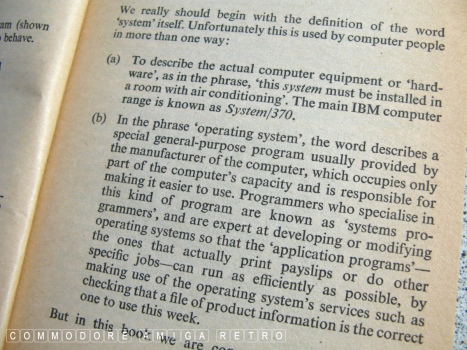 am (shown
o behave.
We really should begin with the definition of the word
'system' itself. Unfortunately this is used by computer people
in more than one way:
(a) To describe the actual computer equipment or 'hard-
ware', as in the phrase, 'this system must be installed in
a room with air conditioning'. The main IBM computer
range is known as System/370.
(b) In the phrase 'operating system', the word describes a
special general-purpose program usually provided by
the manufacturer of the computer, which occupies only
part of the computer's capacity and is responsible for
making it easier to use. Programmers who specialise in
this kind of program are known as 'systems pro-
grammers', and are expert at developing or modifying
operating systems so that the 'application programs'—
the ones that actually print payslips or do other
specific jobs—can run as efficiently as possible, by
making use of the operating system's services such as
checking that a file of product information is the correct
one to use this week.
But in this book we are
COMMODORE AMIGA RETRO